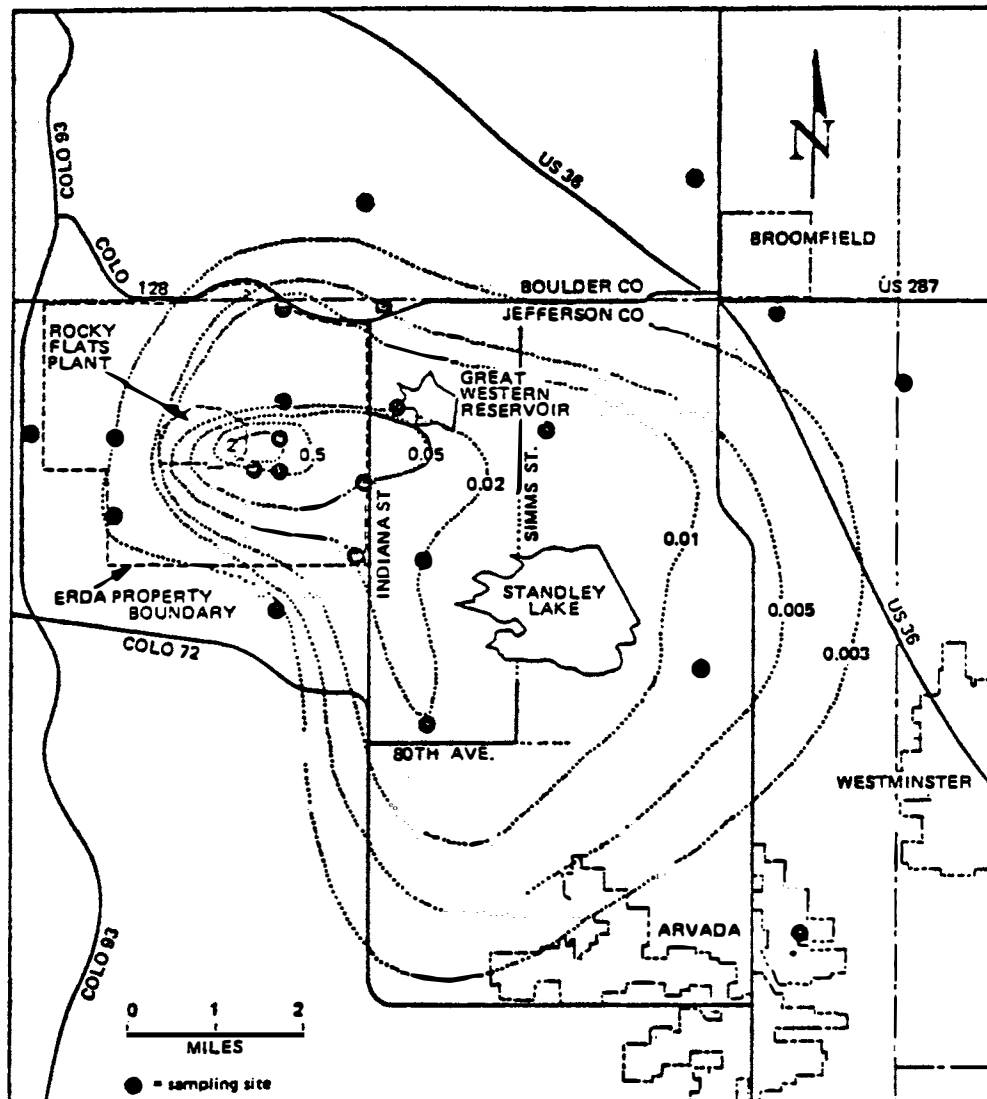 COLO 93
US 36
N
BROOMFIELD
COLO
128
BOULDER CO
US 287
JEFFERSON CO
ROCKY
FLATS
PLANT
GREAT
WESTERN
RESERVOIR
2
0.5
0.05
0.02
SIMMS ST.
INDIANA ST
0.01
STANDLEY
LAKE
ERDA PROPERTY
BOUNDARY
0.005
US 36
COLO 72
0.003
80TH AVE.
WESTMINSTER
ARVADA
COLO 93
0 1 2
MILES
= sampling site